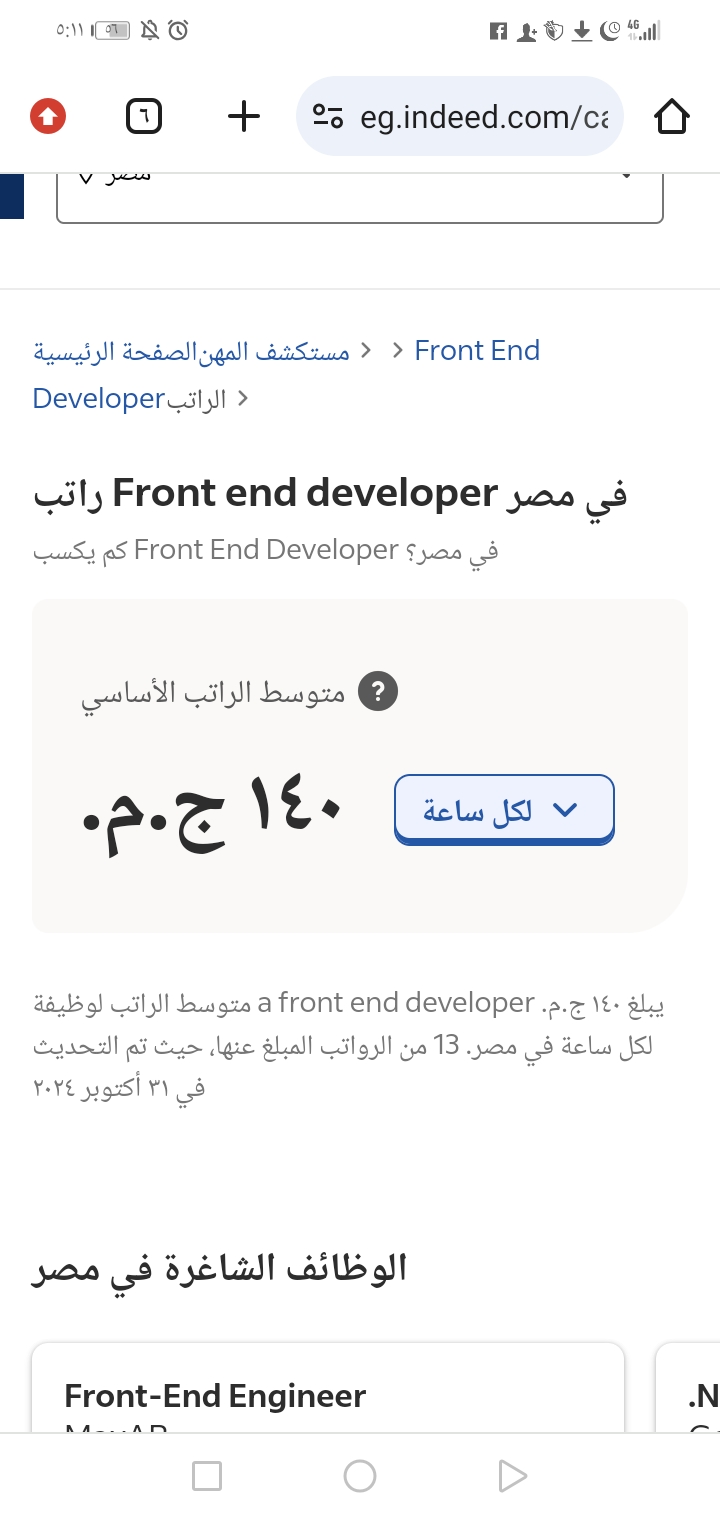 ٥:١١
٥٦
4G
٦
eg.indeed.com/ca
مصر
الصفحة الرئيسية > مستكشف المهن > Front End
Developer > الراتب
راتب Front end developer في مصر
كم يكسب Front End Developer في مصر؟
متوسط الراتب الأساسي ?
١٤٠ ج.م.
لكل ساعة
متوسط الراتب لوظيفة a front end developer يبلغ ١٤٠ ج.م.
لكل ساعة في مصر. 13 من الرواتب المبلغ عنها، حيث تم التحديث
في ٣١ أكتوبر ٢٠٢٤
الوظائف الشاغرة في مصر
Front-End Engineer
.N